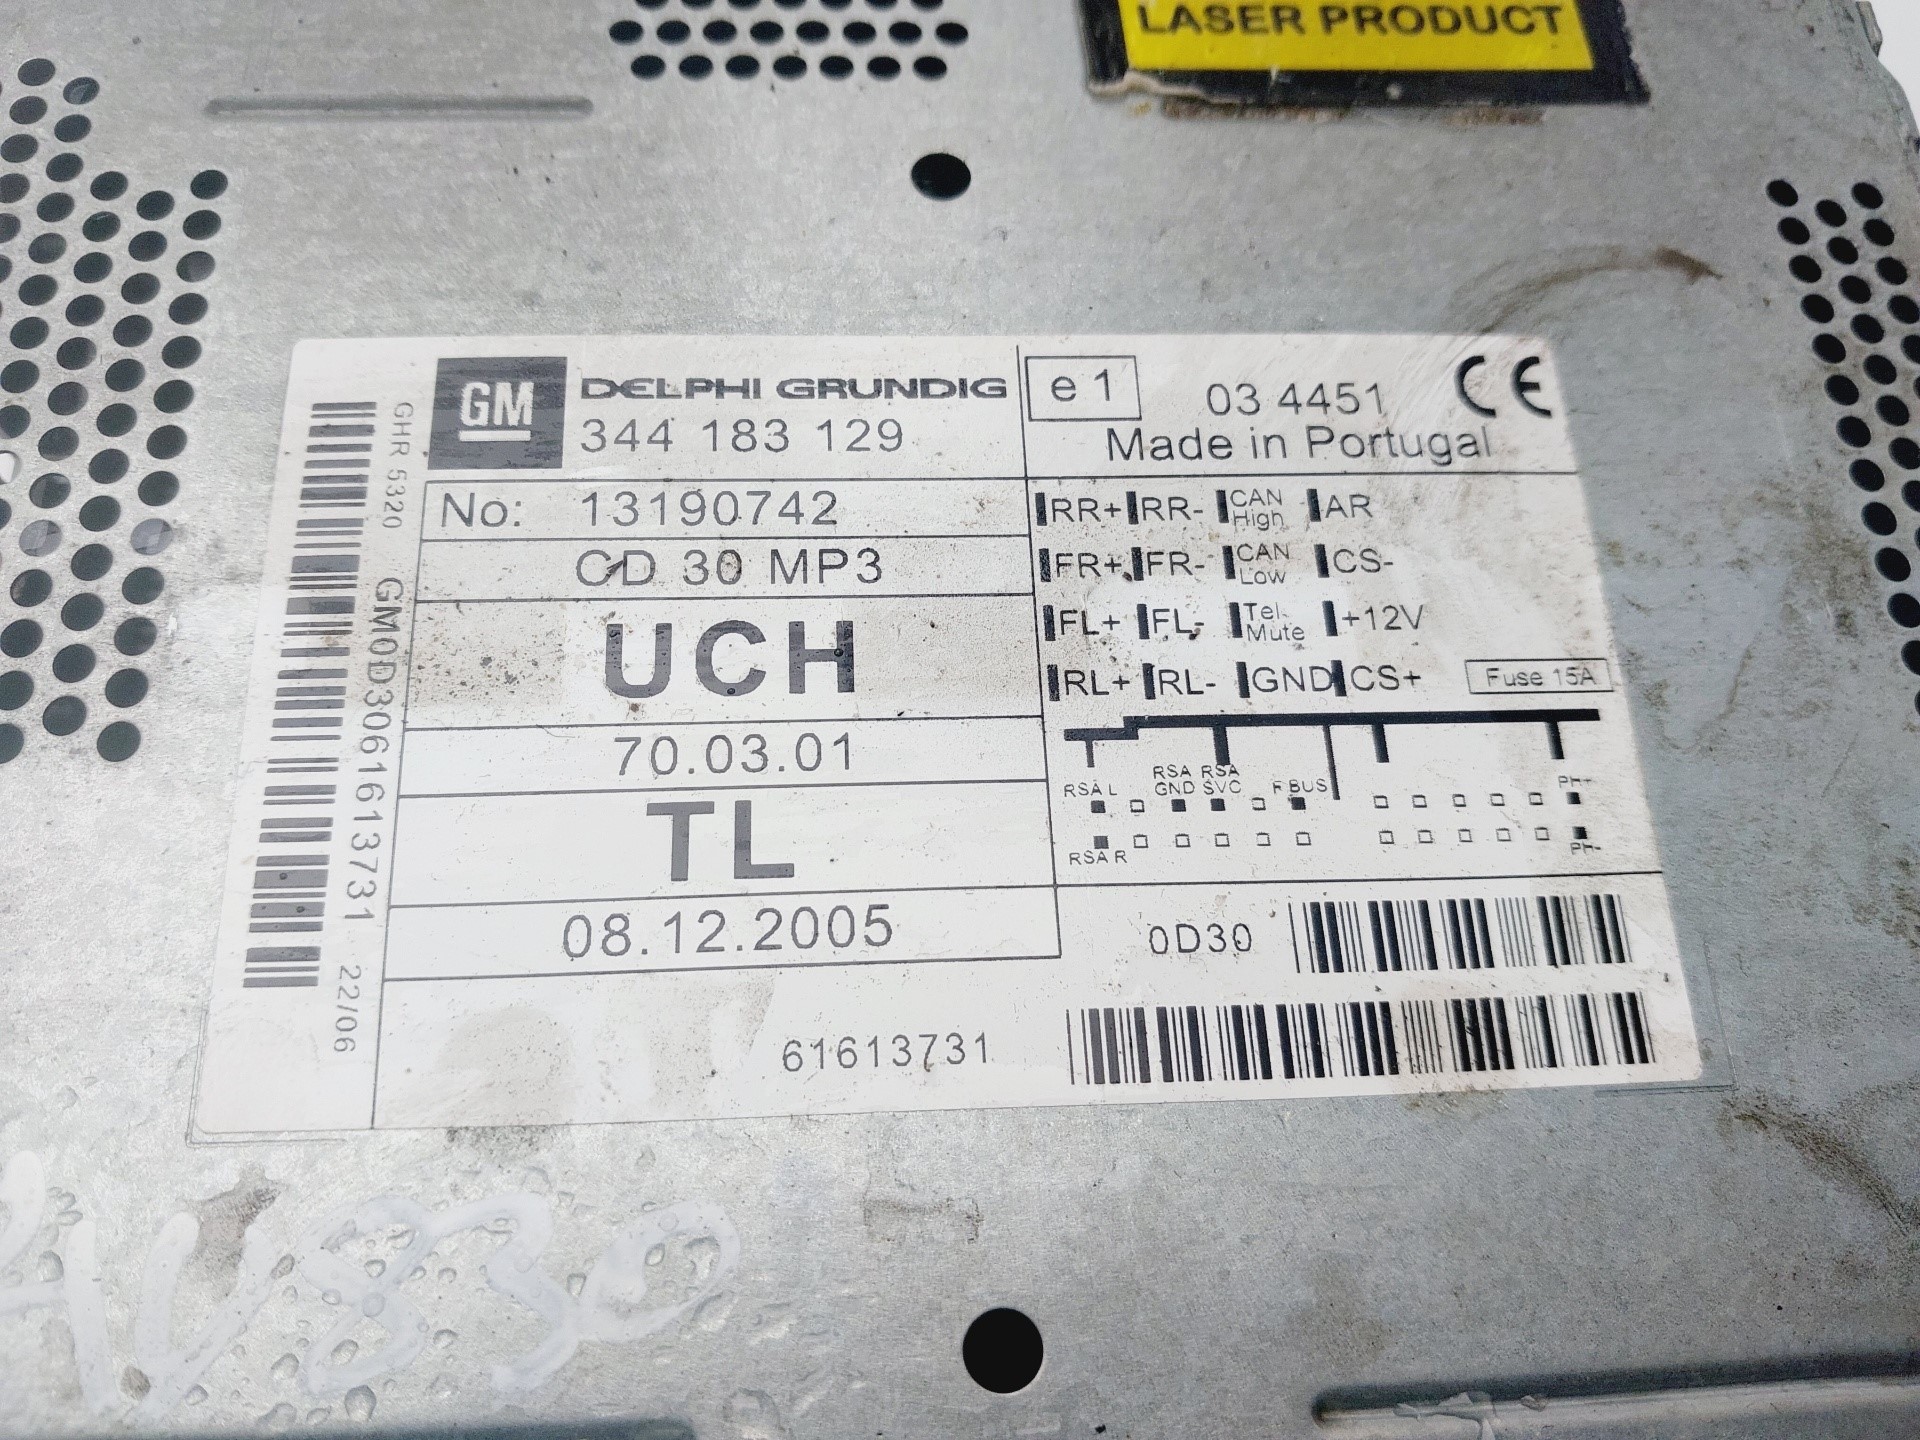 LASER PRODUCT
GM DELPHI GRUNDIG
344 183 129
e1 03 4451 CE
Made in Portugal
No: 13190742
CD 30 MP3
UCH
70.03.01
TL
08.12.2005
RR+ RR- CAN High AR
FR+ FR- CAN Low CS-
FL+ FL- Tel- Mute +12V
RL+ RL- GND CS+ Fuse 15A
RSA L RSA GND RSA SVC FBUS PH+
RSA R PH-
0D30
61613731
GHR 5320 GM0D3061613731 22/06